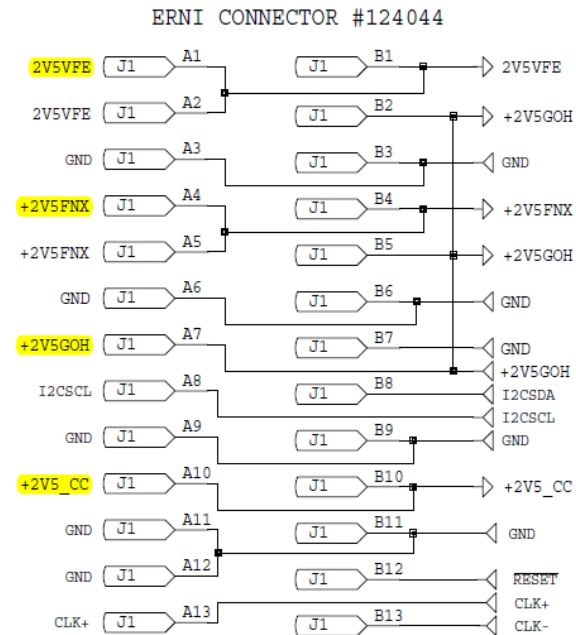 ERNI CONNECTOR #124044
2V5VFE J1 A1 J1 B1 2V5VFE
2V5VFE J1 A2 J1 B2 +2V5GOH
GND J1 A3 J1 B3 GND
+2V5FNX J1 A4 J1 B4 +2V5FNX
+2V5FNX J1 A5 J1 B5 +2V5GOH
GND J1 A6 J1 B6 GND
+2V5GOH J1 A7 J1 B7 GND
+2V5GOH
I2CSCL J1 A8 J1 B8 I2CSDA
I2CSCL
GND J1 A9 J1 B9 GND
+2V5_CC J1 A10 J1 B10 +2V5_CC
GND J1 A11 J1 B11 GND
GND J1 A12 J1 B12 RESET
CLK+
CLK+ J1 A13 J1 B13 CLK-